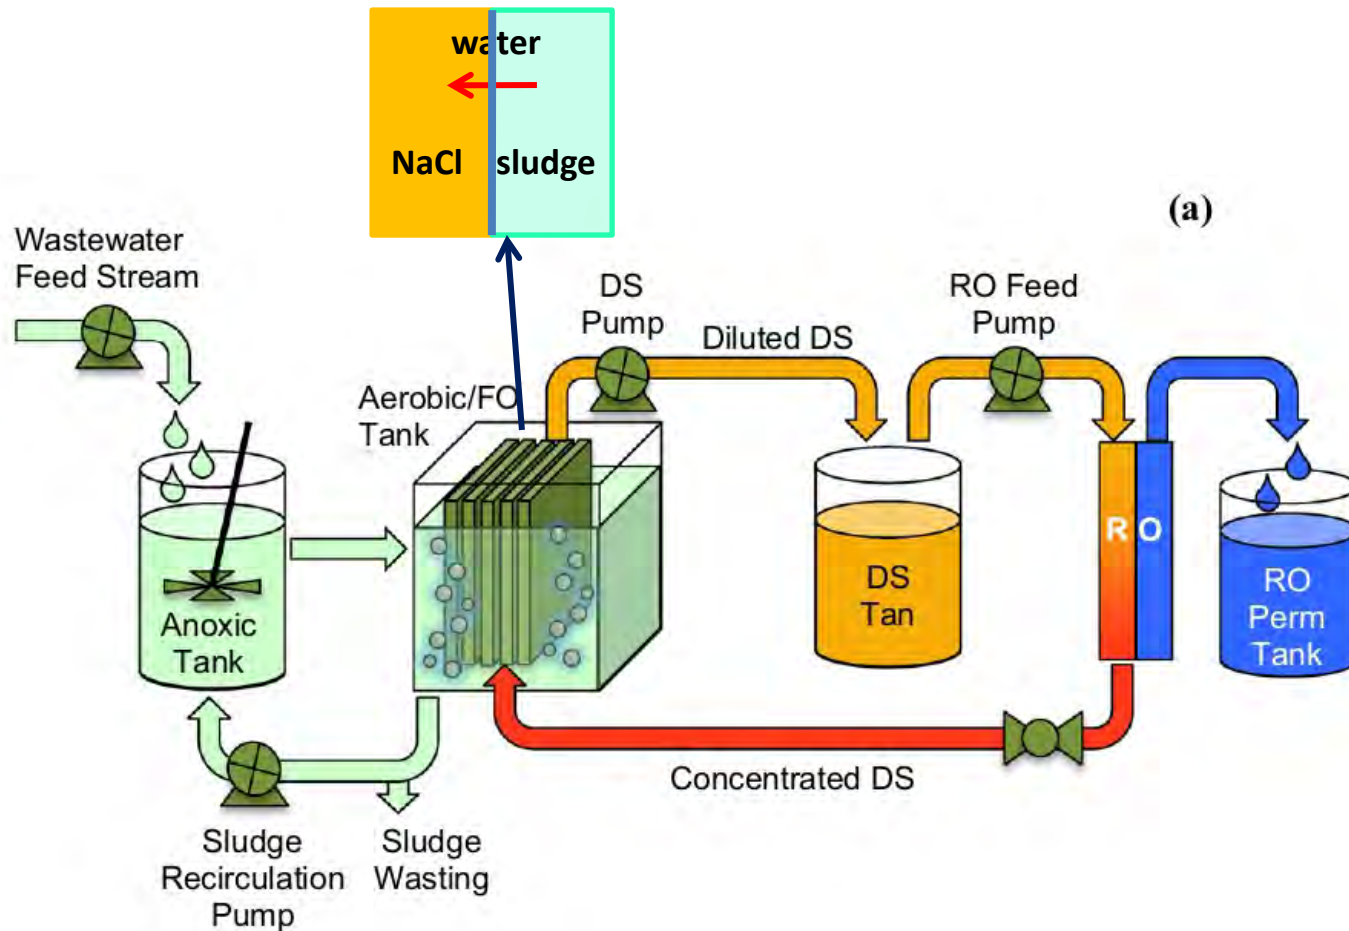 water
NaCl
sludge
(a)
Wastewater
Feed Stream
DS
Pump
RO Feed
Pump
Diluted DS
Aerobic/FO
Tank
Anoxic
Tank
DS
Tan
R O
RO
Perm
Tank
Concentrated DS
Sludge
Recirculation
Pump
Sludge
Wasting